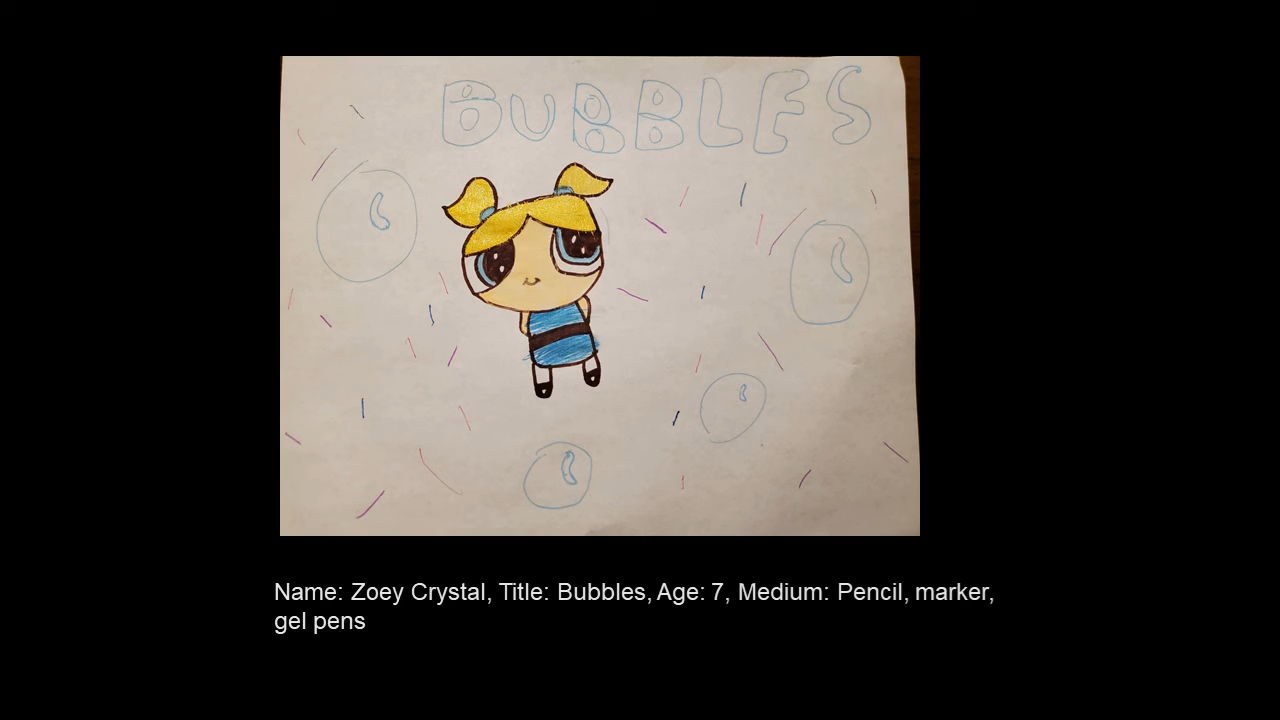 BUBBLES
Name: Zoey Crystal, Title: Bubbles, Age: 7, Medium: Pencil, marker,
gel pens